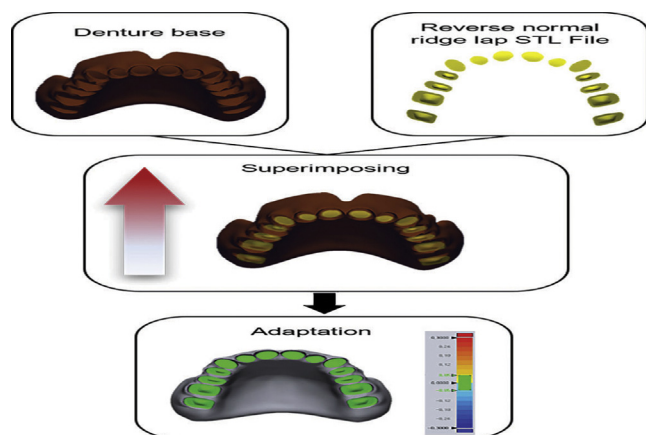 Denture base
Reverse normal
ridge lap STL File
Superimposing
Adaptation